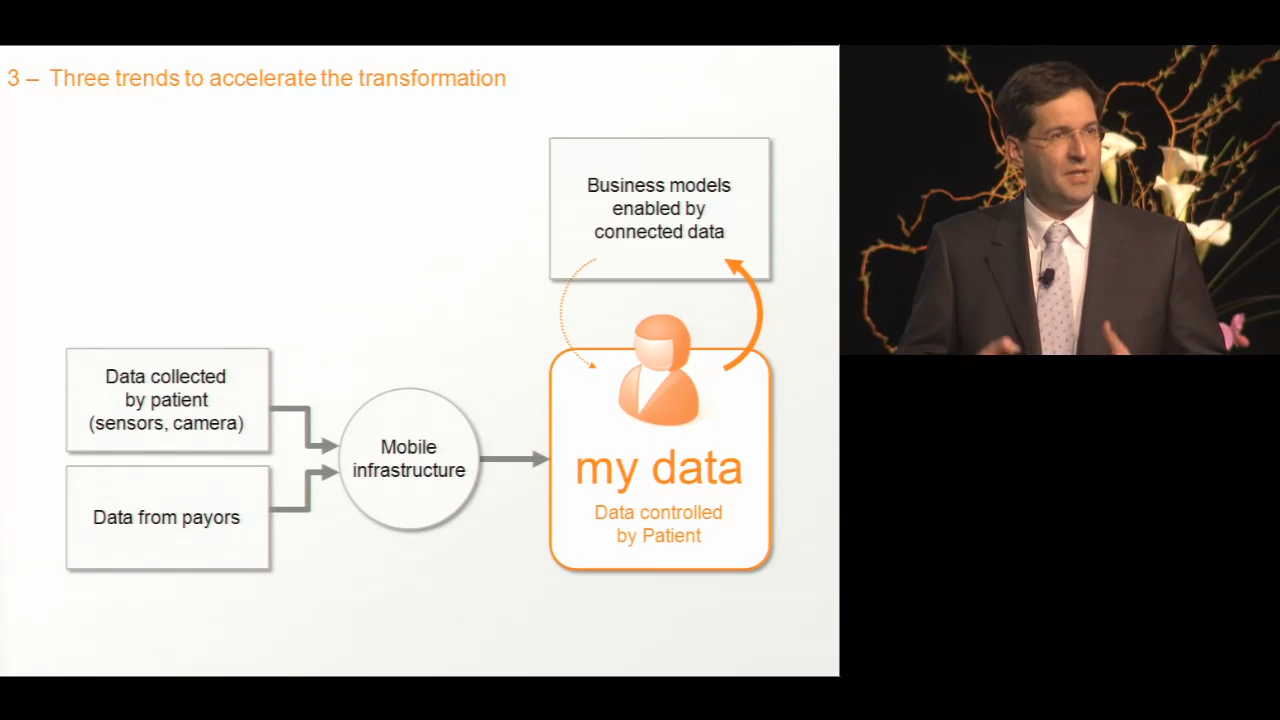 3 – Three trends to accelerate the transformation
Business models
enabled by
connected data
Data collected
by patient
(sensors, camera)
Mobile
infrastructure
Data from payors
my data
Data controlled
by Patient